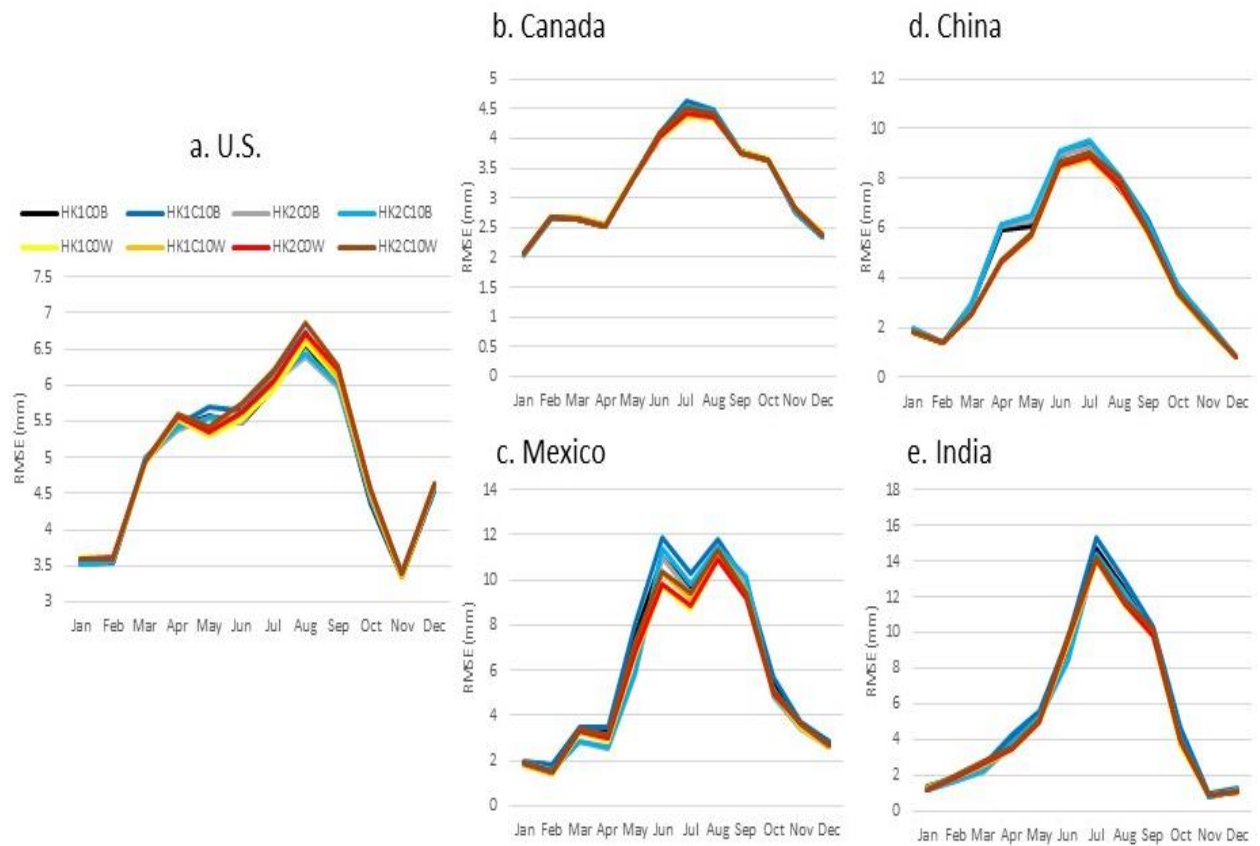 a. U.S.
HK1C0B HK1C10B HK2C0B HK2C10B
HK1C0W HK1C10W HK2C0W HK2C10W
RMSE (mm)
7.5
7
6.5
6
5.5
5
4.5
4
3.5
3
Jan Feb Mar Apr May Jun Jul Aug Sep Oct Nov Dec
b. Canada
RMSE (mm)
5
4.5
4
3.5
3
2.5
2
1.5
1
0.5
0
Jan Feb Mar Apr May Jun Jul Aug Sep Oct Nov Dec
c. Mexico
RMSE (mm)
14
12
10
8
6
4
2
0
Jan Feb Mar Apr May Jun Jul Aug Sep Oct Nov Dec
d. China
RMSE (mm)
12
10
8
6
4
2
0
Jan Feb Mar Apr May Jun Jul Aug Sep Oct Nov Dec
e. India
RMSE (mm)
18
16
14
12
10
8
6
4
2
0
Jan Feb Mar Apr May Jun Jul Aug Sep Oct Nov Dec